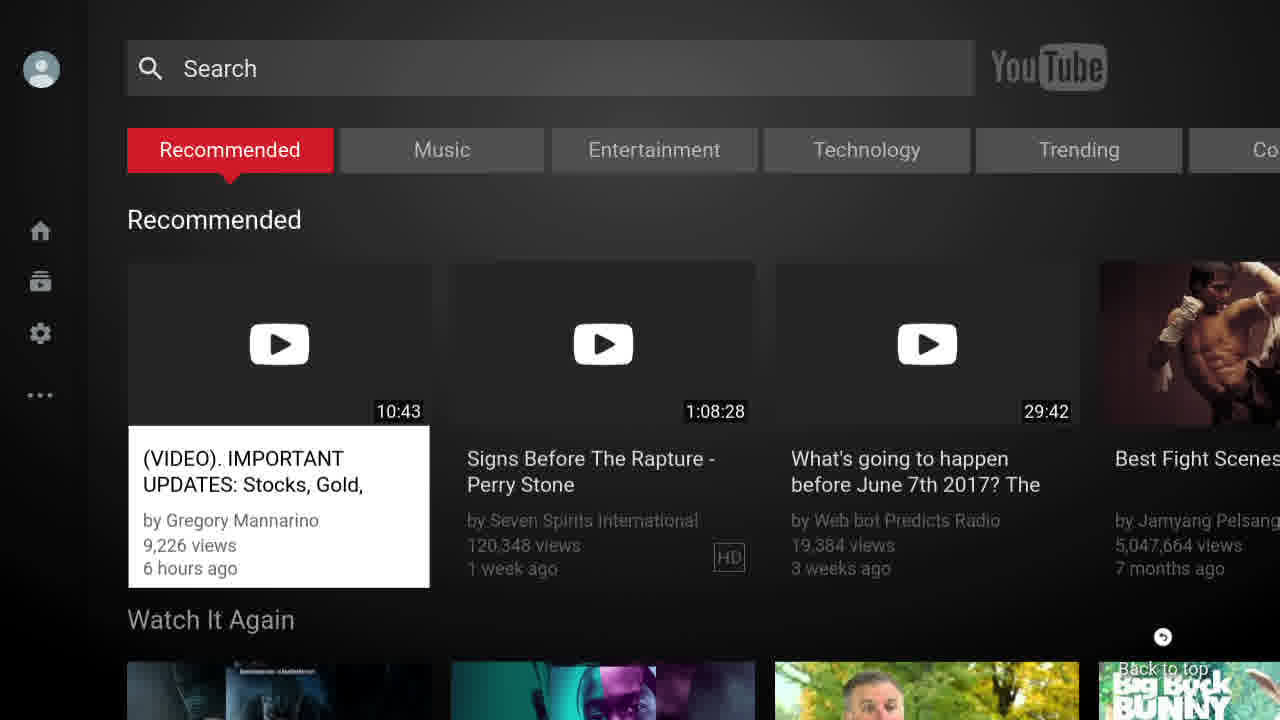 Search
YouTube
Recommended
Music
Entertainment
Technology
Trending
Co
Recommended
10:43
1:08:28
29:42
(VIDEO). IMPORTANT
UPDATES: Stocks, Gold,
by Gregory Mannarino
9,226 views
6 hours ago
Signs Before The Rapture -
Perry Stone
by Seven Spirits International
120,348 views
1 week ago
HD
What's going to happen
before June 7th 2017? The
by Web bot Predicts Radio
19,384 views
3 weeks ago
Best Fight Scenes
by Jamyang Pelsang
5,047,664 views
7 months ago
Watch It Again
Back to top
Big Buck
BUNNY